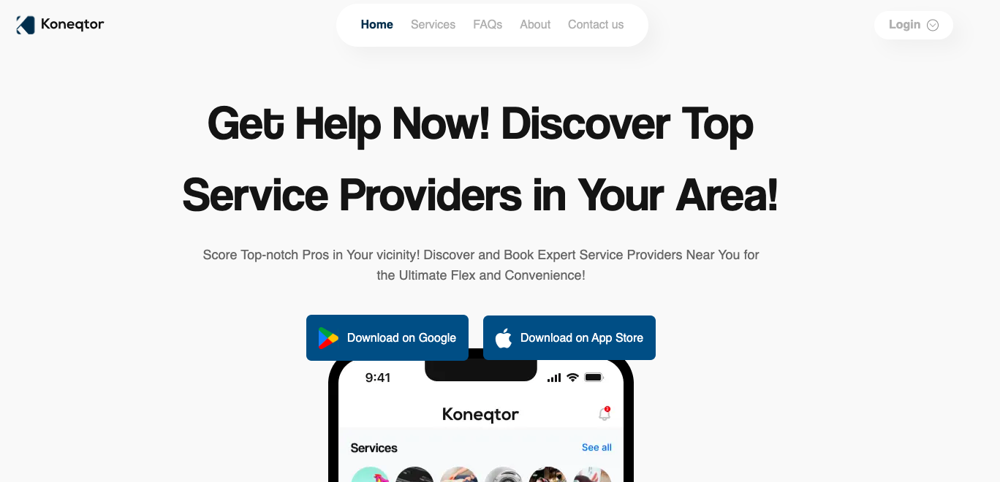 Koneqtor
Home Services FAQs About Contact us
Login
Get Help Now! Discover Top
Service Providers in Your Area!
Score Top-notch Pros in Your vicinity! Discover and Book Expert Service Providers Near You for
the Ultimate Flex and Convenience!
Download on Google
Download on App Store
9:41
Koneqtor
Services
See all